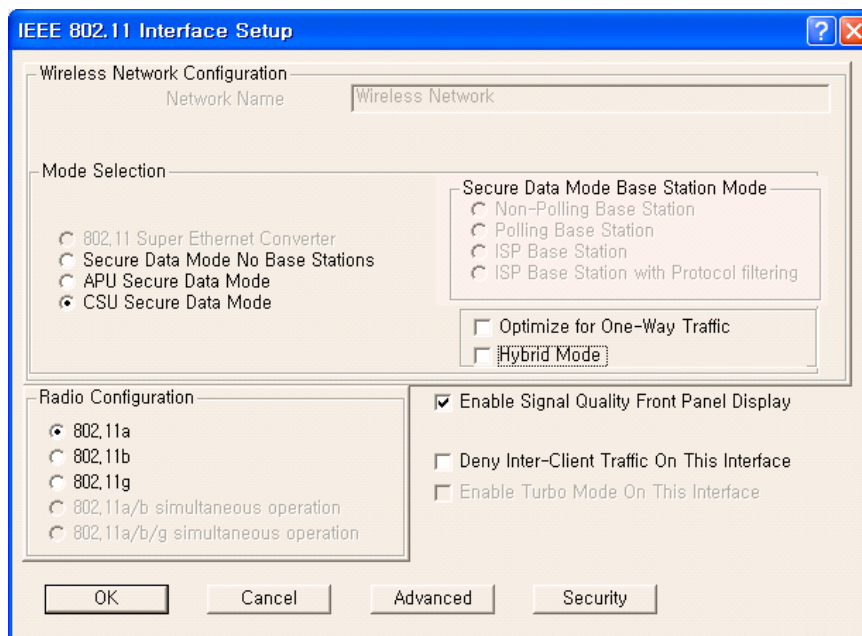 IEEE 802.11 Interface Setup
Wireless Network Configuration
Network Name
Wireless Network
Mode Selection
802.11 Super Ethernet Converter
Secure Data Mode No Base Stations
APU Secure Data Mode
CSU Secure Data Mode
Secure Data Mode Base Station Mode
Non-Polling Base Station
Polling Base Station
ISP Base Station
ISP Base Station with Protocol filtering
Optimize for One-Way Traffic
Hybrid Mode
Radio Configuration
802.11a
802.11b
802.11g
802.11a/b simultaneous operation
802.11a/b/g simultaneous operation
Enable Signal Quality Front Panel Display
Deny Inter-Client Traffic On This Interface
Enable Turbo Mode On This Interface
OK Cancel Advanced Security